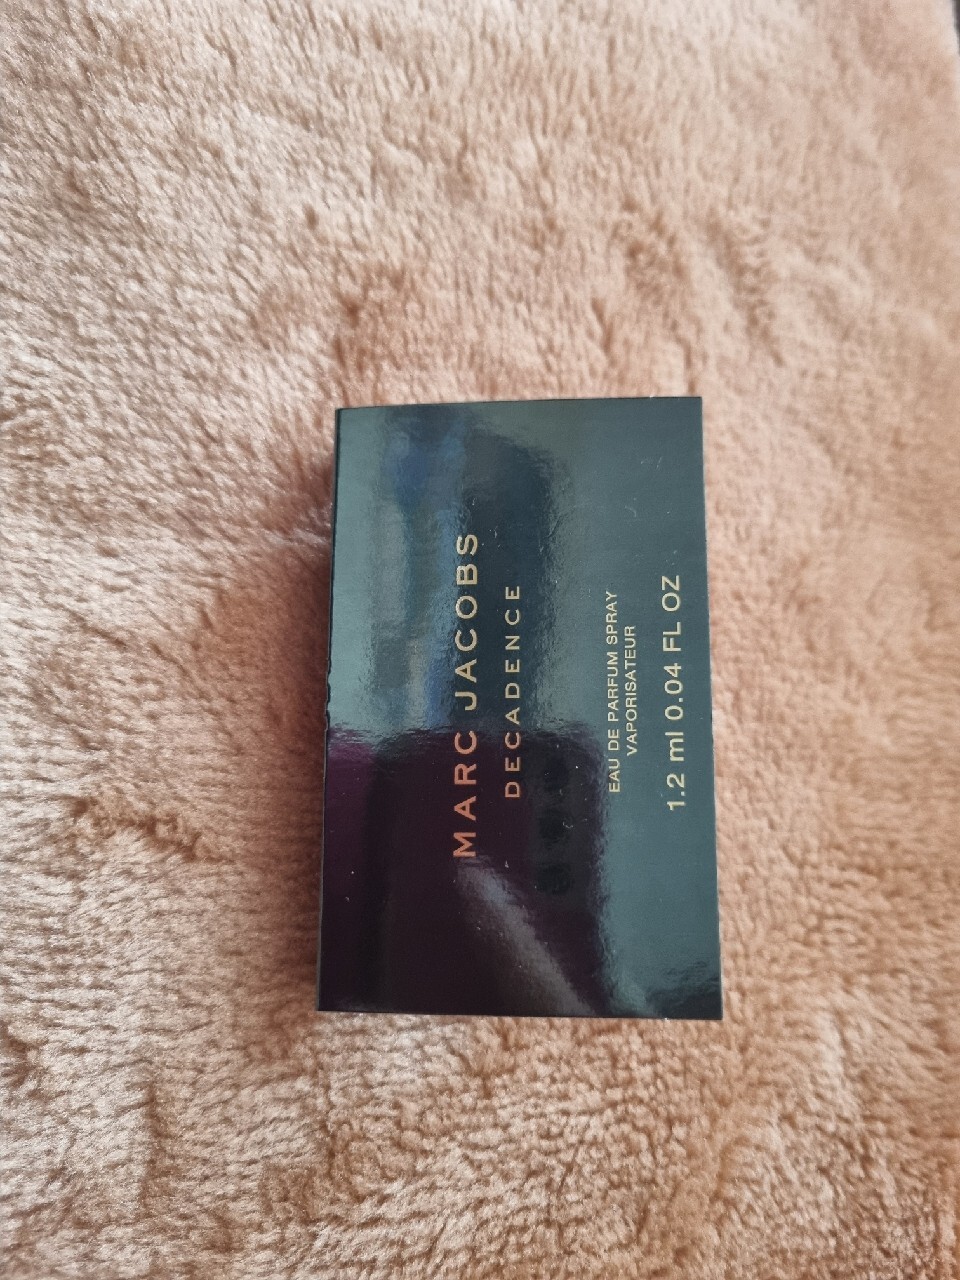 MARC JACOBS
DECADENCE
EAU DE PARFUM SPRAY
VAPORISATEUR
1.2 ml 0.04 FL OZ